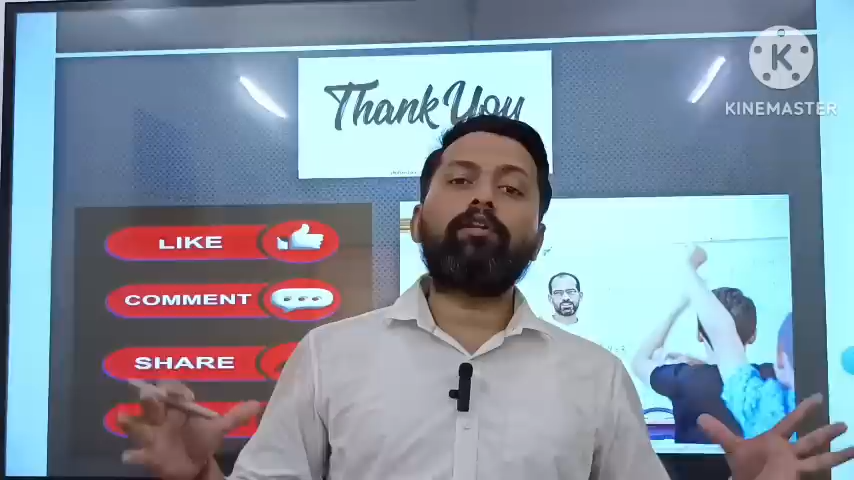 Thank You
K
KINEMASTER
LIKE
COMMENT
SHARE